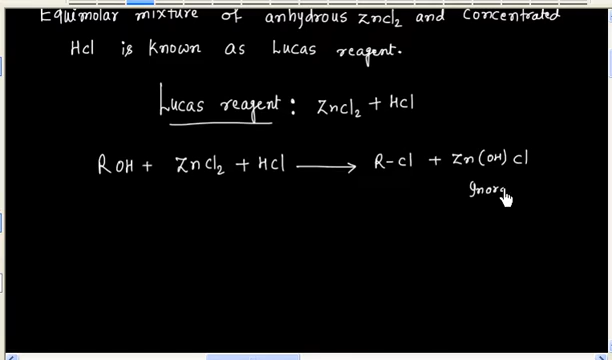 Equimolar mixture of anhydrous ZnCl2 and concentrated
HCl is known as Lucas reagent.
Lucas reagent : ZnCl2 + HCl
ROH + ZnCl2 + HCl ⟶ R-Cl + Zn(OH)Cl
Inorg